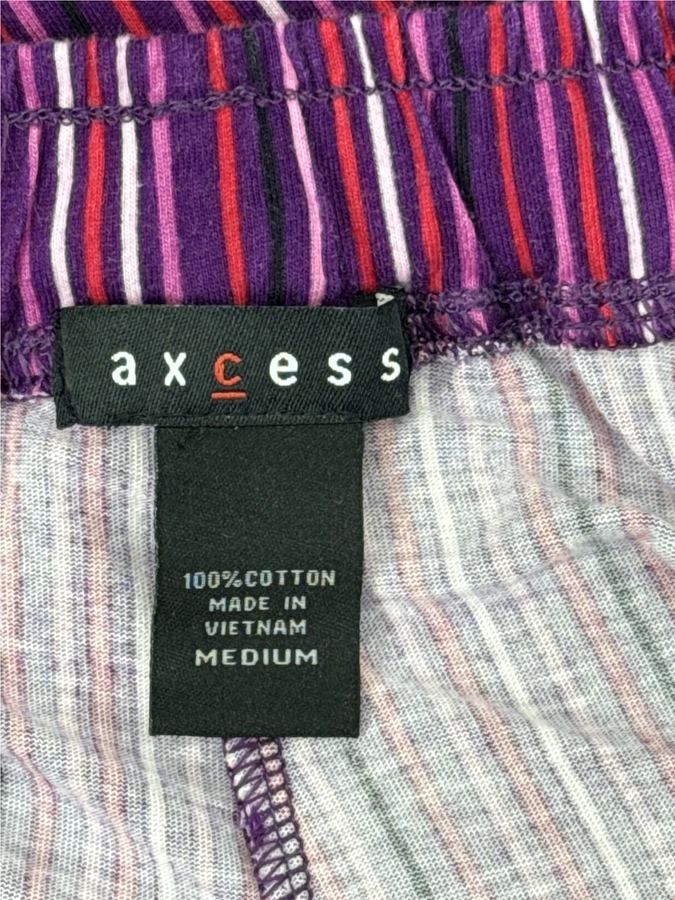 axcess
100%COTTON
MADE IN
VIETNAM
MEDIUM